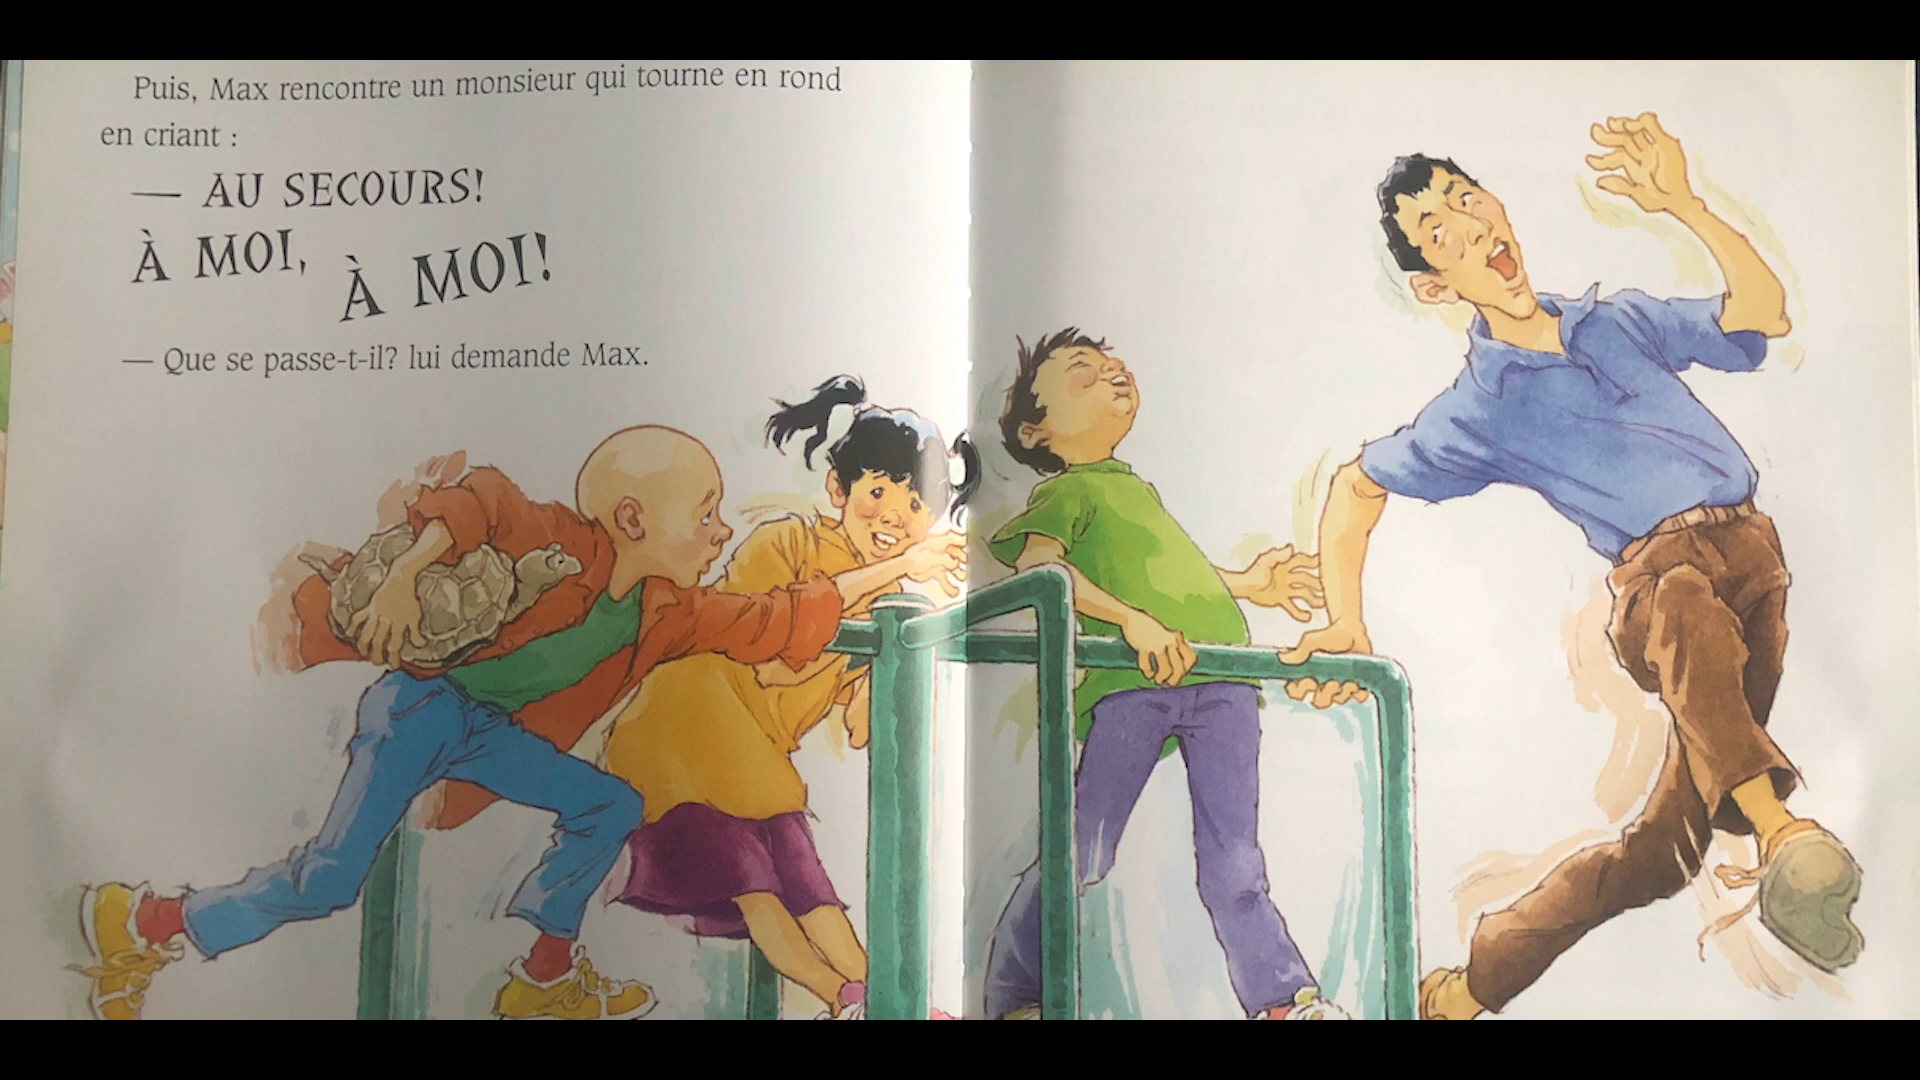 Puis, Max rencontre un monsieur qui tourne en rond
en criant :
— AU SECOURS!
À MOI, À MOI!
— Que se passe-t-il? lui demande Max.